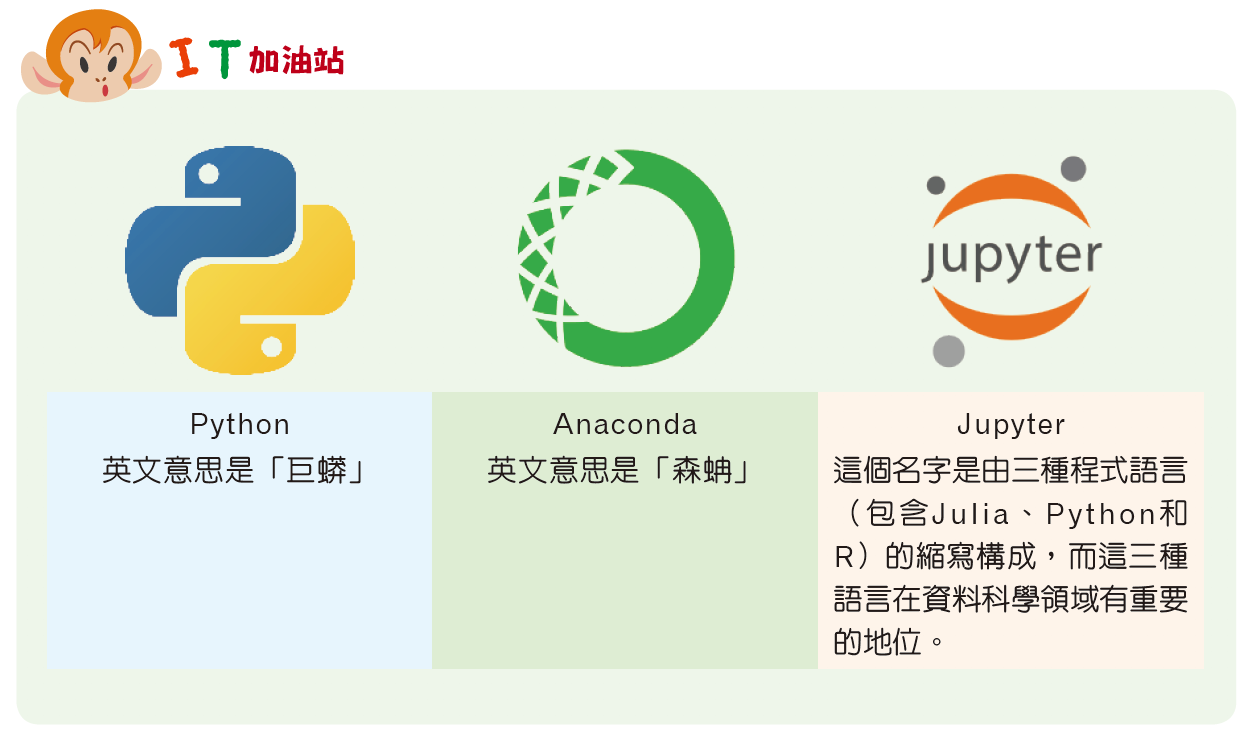 IT加油站
jupyter
Python
英文意思是「巨蟒」
Anaconda
英文意思是「森蚺」
Jupyter
這個名字是由三種程式語言
（包含Julia、Python和
R）的縮寫構成，而這三種
語言在資料科學領域有重要
的地位。